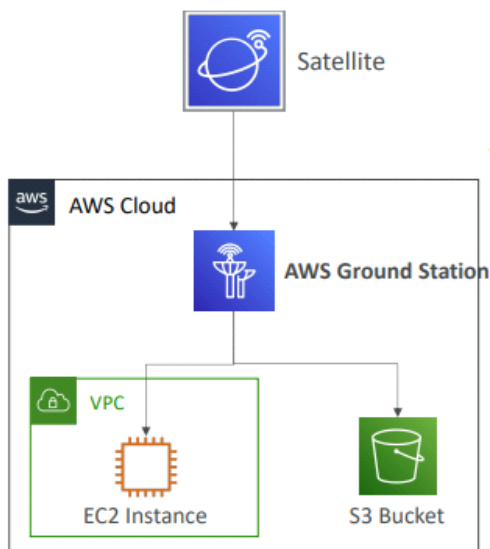 Satellite
aws
AWS Cloud
AWS Ground Station
VPC
EC2 Instance
S3 Bucket